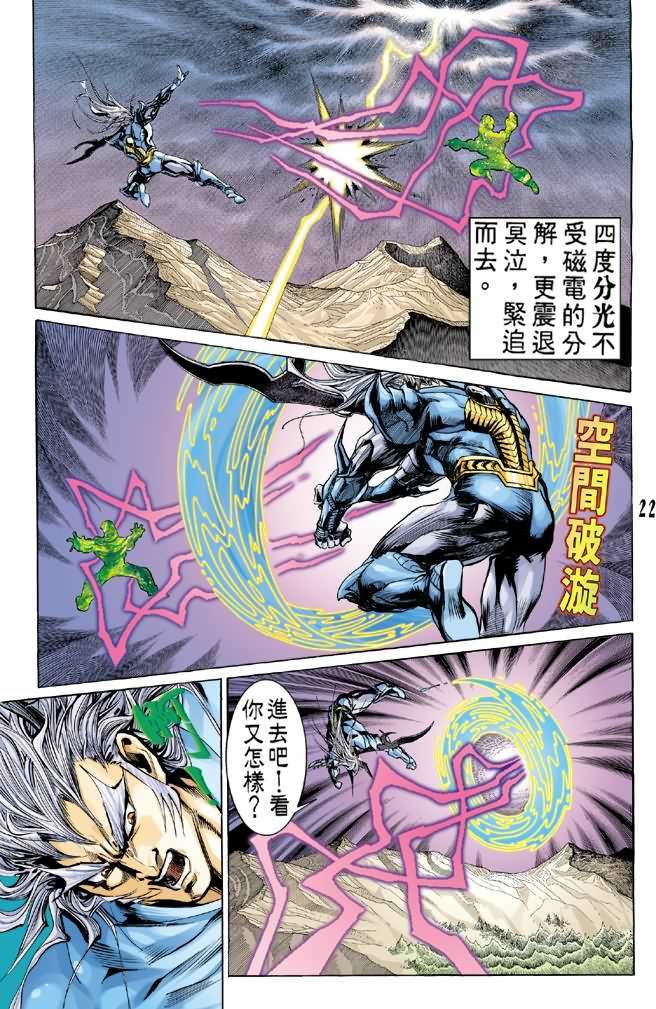 四度分光不
受磁電的分
解，更震退
冥泣，緊追
而去。
空間破漩
22
進去吧！看
你又怎樣？